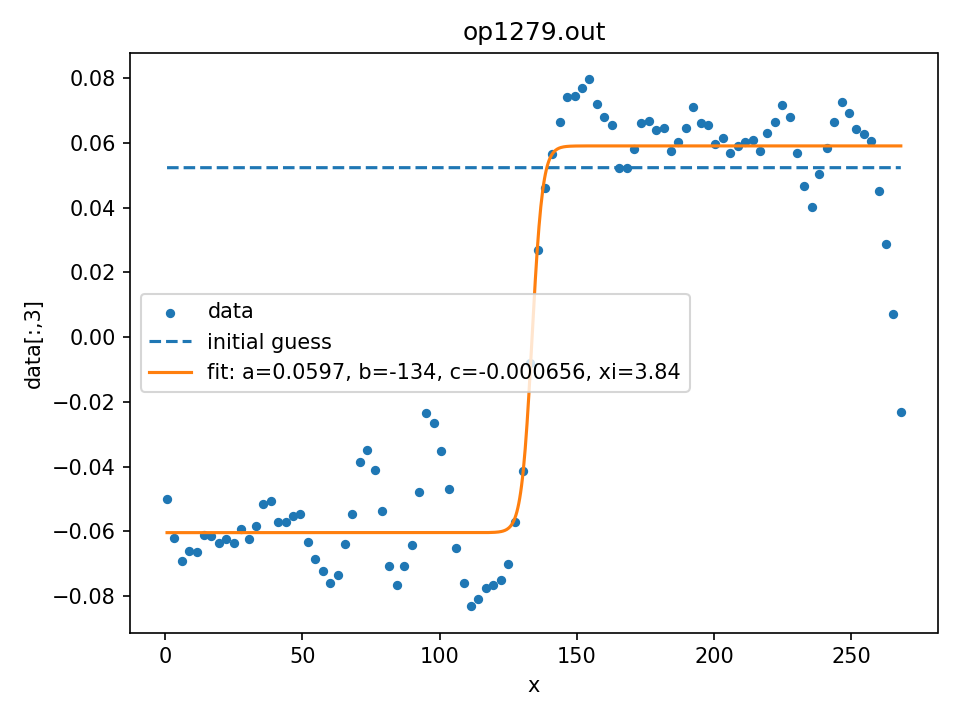 op1279.out
0.08
0.06
0.04
0.02
0.00
−0.02
−0.04
−0.06
−0.08
data[:,3]
data
initial guess
fit: a=0.0597, b=-134, c=-0.000656, xi=3.84
0 50 100 150 200 250
x